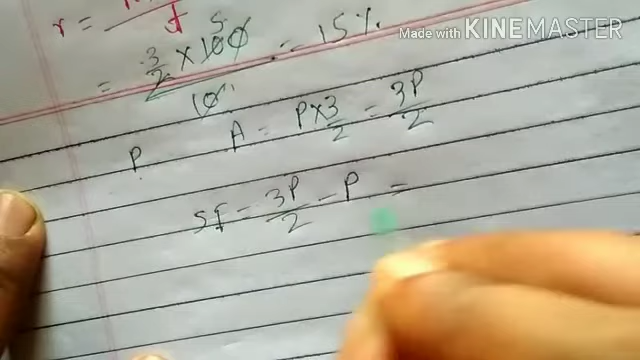 Made with KINEMASTER
r =
= 3/2 × 100 / 10 = 15%
P A = P×3/2 = 3P/2
SI = 3P/2 - P =